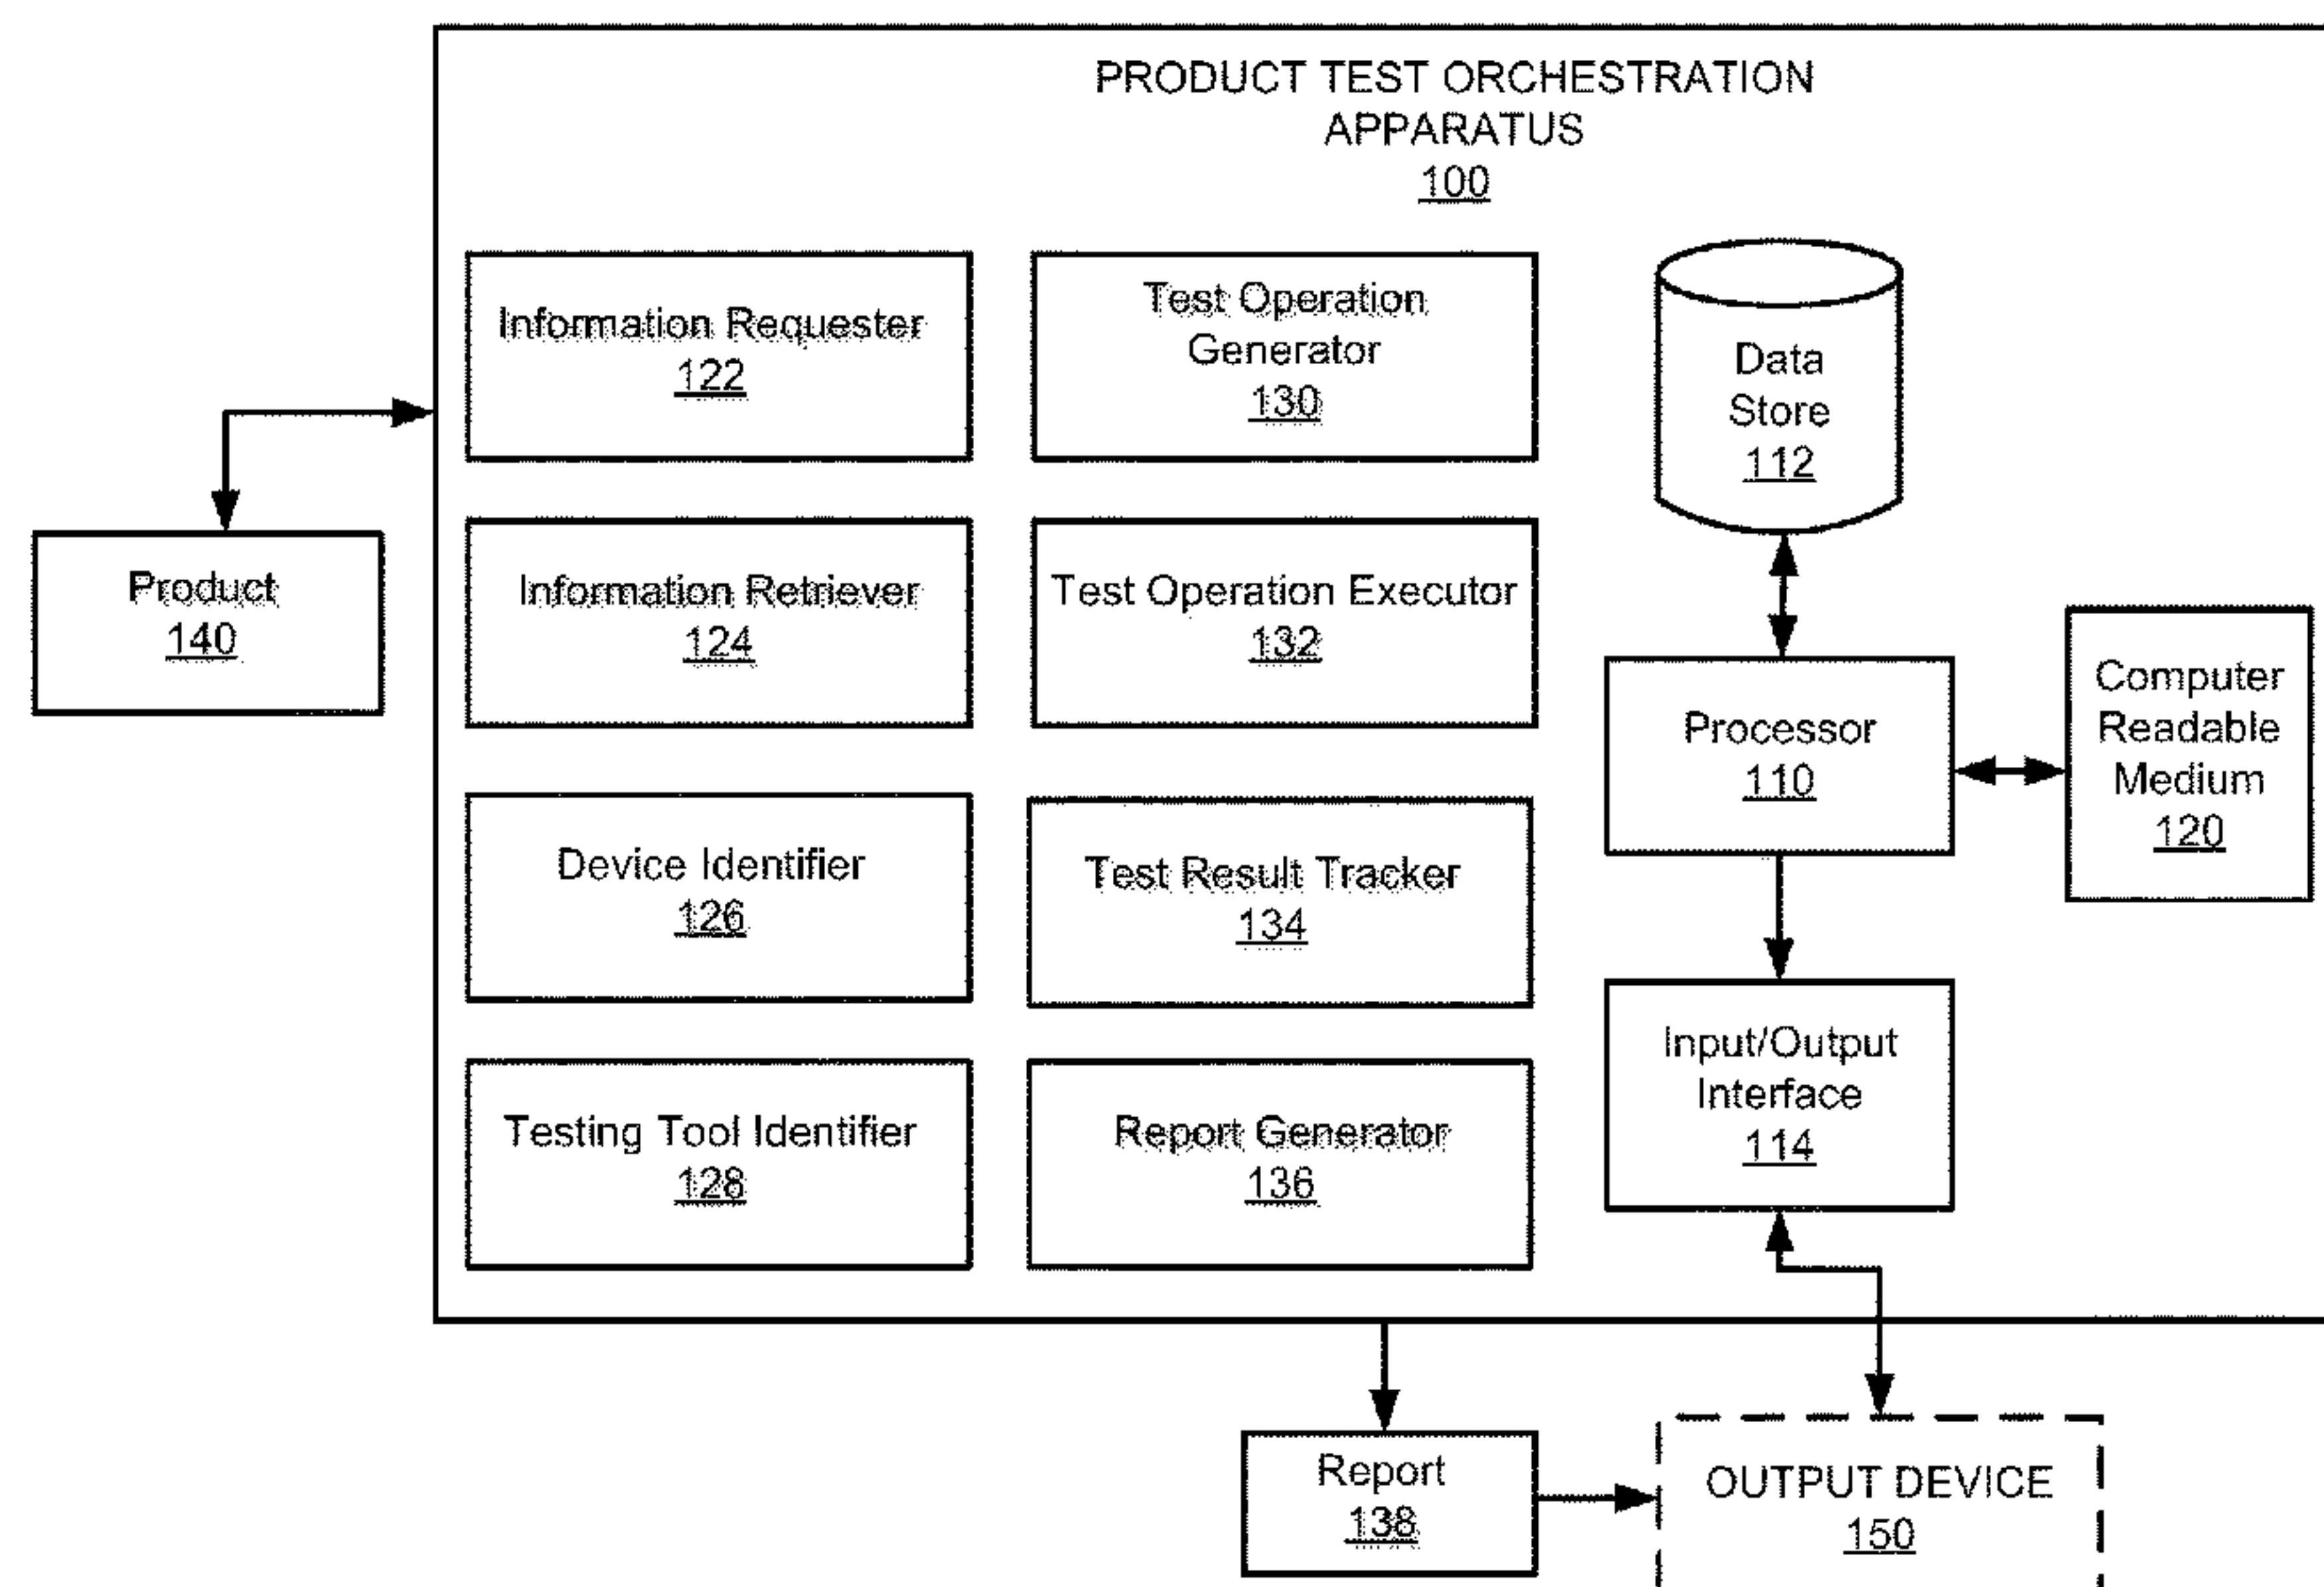 PRODUCT TEST ORCHESTRATION
APPARATUS
100
Information Requester
122
Test Operation
Generator
130
Data
Store
112
Product
140
Information Retriever
124
Test Operation Executor
132
Processor
110
Computer
Readable
Medium
120
Device Identifier
126
Test Result Tracker
134
Input/Output
Interface
114
Testing Tool Identifier
128
Report Generator
136
Report
138
OUTPUT DEVICE
150